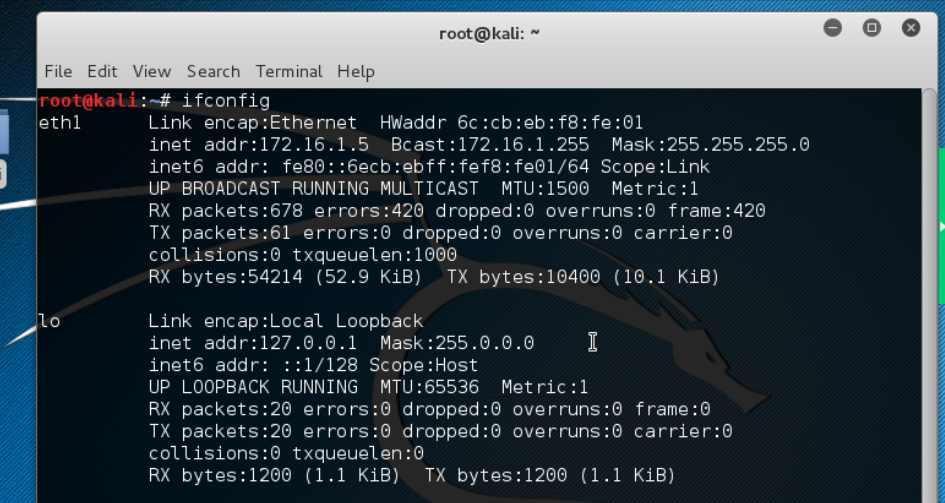 root@kali: ~
File Edit View Search Terminal Help
root@kali:~# ifconfig
eth1 Link encap:Ethernet HWaddr 6c:cb:eb:f8:fe:01
inet addr:172.16.1.5 Bcast:172.16.1.255 Mask:255.255.255.0
inet6 addr: fe80::6ecb:ebff:fef8:fe01/64 Scope:Link
UP BROADCAST RUNNING MULTICAST MTU:1500 Metric:1
RX packets:678 errors:420 dropped:0 overruns:0 frame:420
TX packets:61 errors:0 dropped:0 overruns:0 carrier:0
collisions:0 txqueuelen:1000
RX bytes:54214 (52.9 KiB) TX bytes:10400 (10.1 KiB)
lo Link encap:Local Loopback
inet addr:127.0.0.1 Mask:255.0.0.0
inet6 addr: ::1/128 Scope:Host
UP LOOPBACK RUNNING MTU:65536 Metric:1
RX packets:20 errors:0 dropped:0 overruns:0 frame:0
TX packets:20 errors:0 dropped:0 overruns:0 carrier:0
collisions:0 txqueuelen:0
RX bytes:1200 (1.1 KiB) TX bytes:1200 (1.1 KiB)